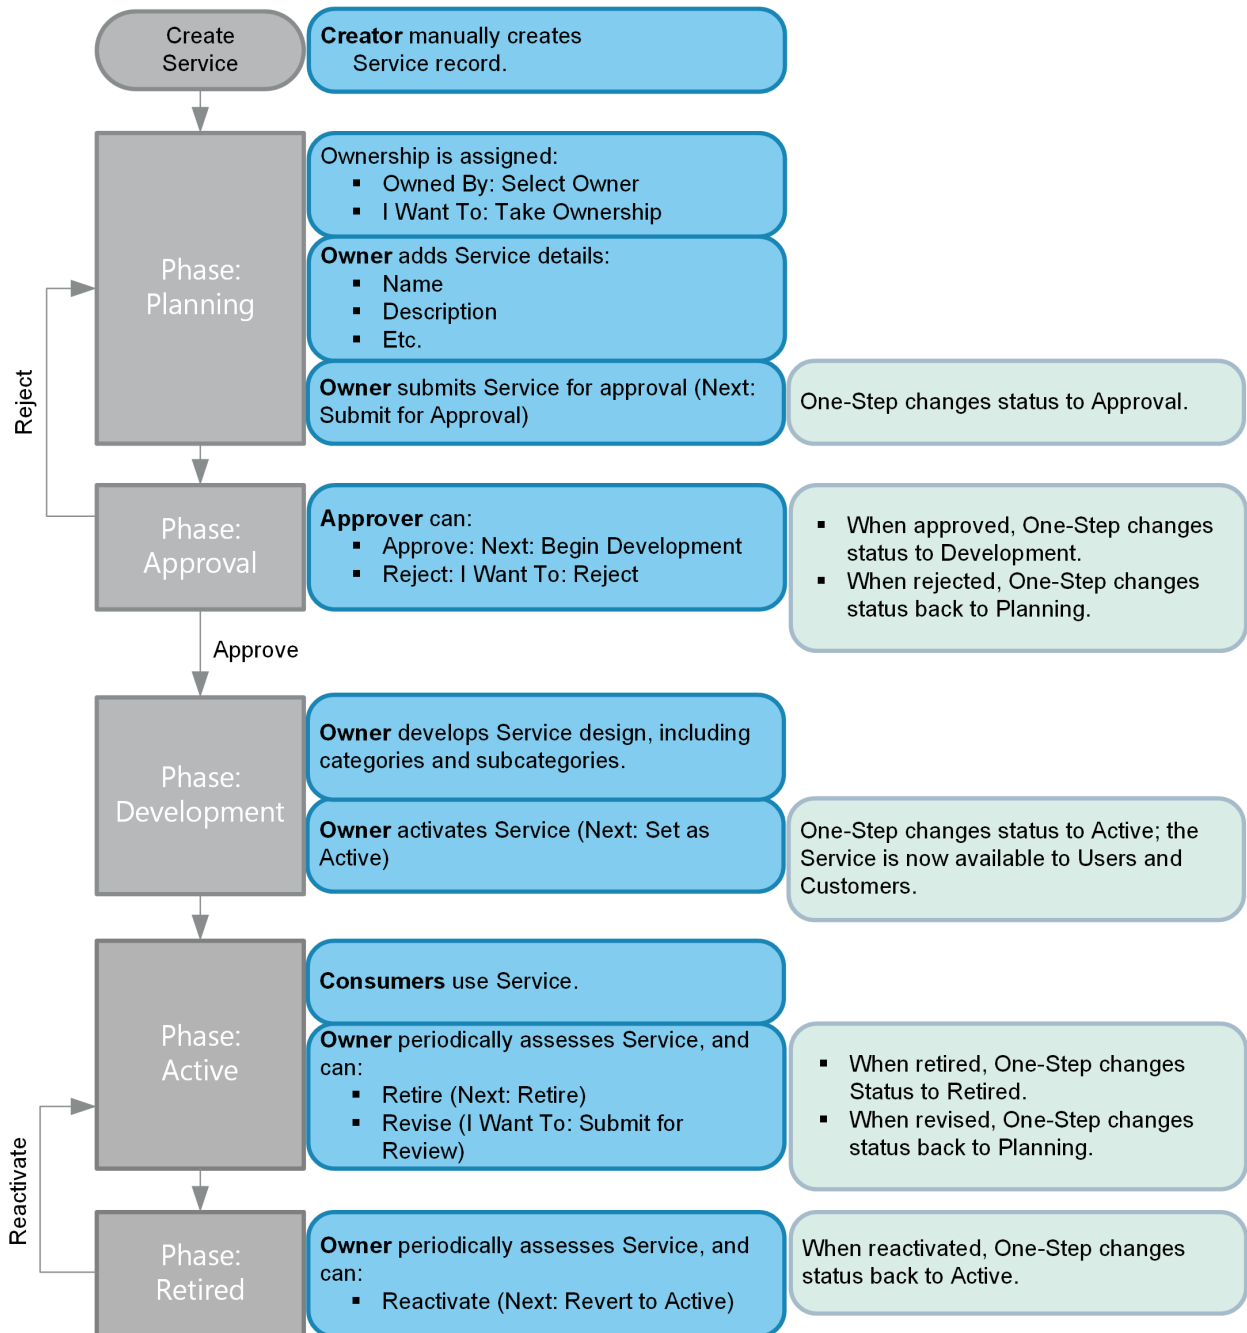 Create
Service
Creator manually creates
Service record.
Phase:
Planning
Ownership is assigned:
▪ Owned By: Select Owner
▪ I Want To: Take Ownership
Owner adds Service details:
▪ Name
▪ Description
▪ Etc.
Owner submits Service for approval (Next:
Submit for Approval)
One-Step changes status to Approval.
Reject
Phase:
Approval
Approver can:
▪ Approve: Next: Begin Development
▪ Reject: I Want To: Reject
▪ When approved, One-Step changes
status to Development.
▪ When rejected, One-Step changes
status back to Planning.
Approve
Phase:
Development
Owner develops Service design, including
categories and subcategories.
Owner activates Service (Next: Set as
Active)
One-Step changes status to Active; the
Service is now available to Users and
Customers.
Phase:
Active
Consumers use Service.
Owner periodically assesses Service, and
can:
▪ Retire (Next: Retire)
▪ Revise (I Want To: Submit for
Review)
▪ When retired, One-Step changes
Status to Retired.
▪ When revised, One-Step changes
status back to Planning.
Reactivate
Phase:
Retired
Owner periodically assesses Service, and
can:
▪ Reactivate (Next: Revert to Active)
When reactivated, One-Step changes
status back to Active.